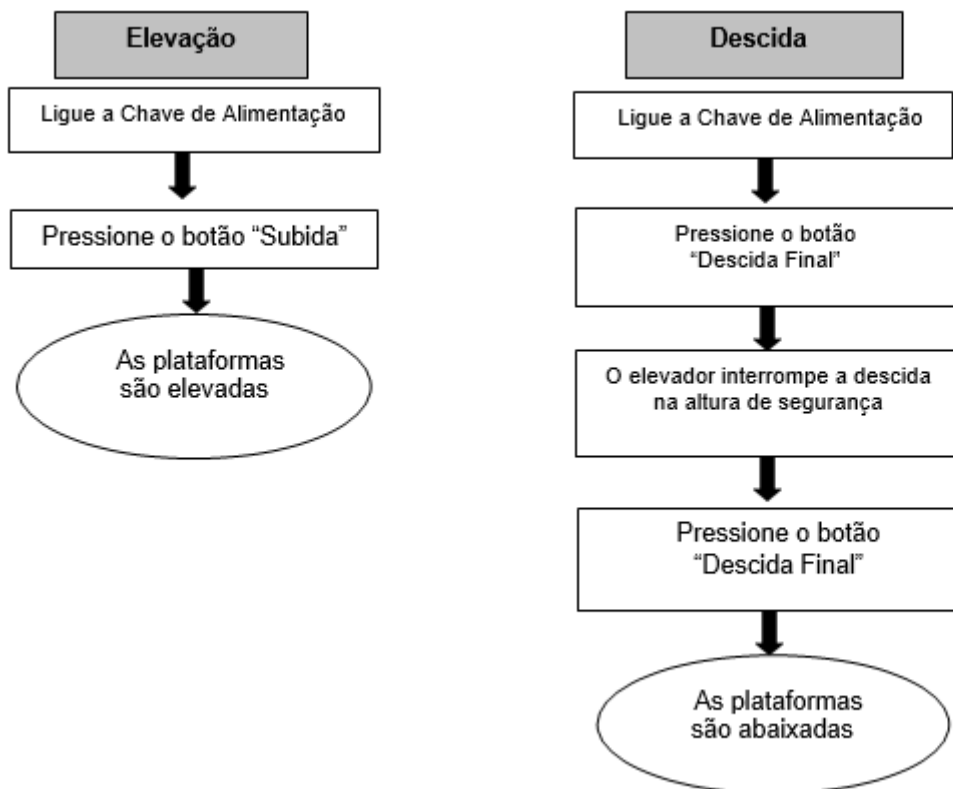 Elevação
Ligue a Chave de Alimentação
Pressione o botão “Subida”
As plataformas
são elevadas
Descida
Ligue a Chave de Alimentação
Pressione o botão
“Descida Final”
O elevador interrompe a descida
na altura de segurança
Pressione o botão
“Descida Final”
As plataformas
são abaixadas